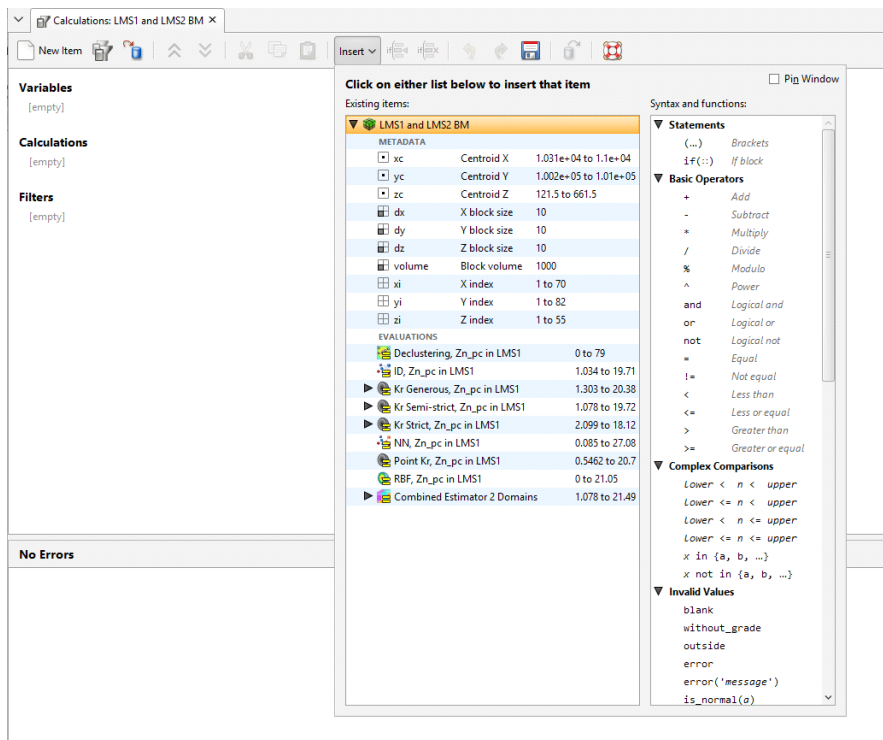 Calculations: LMS1 and LMS2 BM
New Item
Insert
if
if
Variables
[empty]
Calculations
[empty]
Filters
[empty]
No Errors
Click on either list below to insert that item
Pin Window
Existing items:
LMS1 and LMS2 BM
METADATA
xc Centroid X 1.031e+04 to 1.1e+04
yc Centroid Y 1.002e+05 to 1.01e+05
zc Centroid Z 121.5 to 661.5
dx X block size 10
dy Y block size 10
dz Z block size 10
volume Block volume 1000
xi X index 1 to 70
yi Y index 1 to 82
zi Z index 1 to 55
EVALUATIONS
Declustering, Zn_pc in LMS1 0 to 79
ID, Zn_pc in LMS1 1.034 to 19.71
Kr Generous, Zn_pc in LMS1 1.303 to 20.38
Kr Semi-strict, Zn_pc in LMS1 1.078 to 19.72
Kr Strict, Zn_pc in LMS1 2.099 to 18.12
NN, Zn_pc in LMS1 0.085 to 27.08
Point Kr, Zn_pc in LMS1 0.5462 to 20.7
RBF, Zn_pc in LMS1 0 to 21.05
Combined Estimator 2 Domains 1.078 to 21.49
Syntax and functions:
Statements
(...) Brackets
if(::) If block
Basic Operators
+ Add
- Subtract
* Multiply
/ Divide
% Modulo
^ Power
and Logical and
or Logical or
not Logical not
= Equal
!= Not equal
< Less than
<= Less or equal
> Greater than
>= Greater or equal
Complex Comparisons
Lower < n < upper
Lower <= n < upper
Lower < n <= upper
Lower <= n <= upper
x in {a, b, …}
x not in {a, b, …}
Invalid Values
blank
without_grade
outside
error
error('message')
is_normal(a)